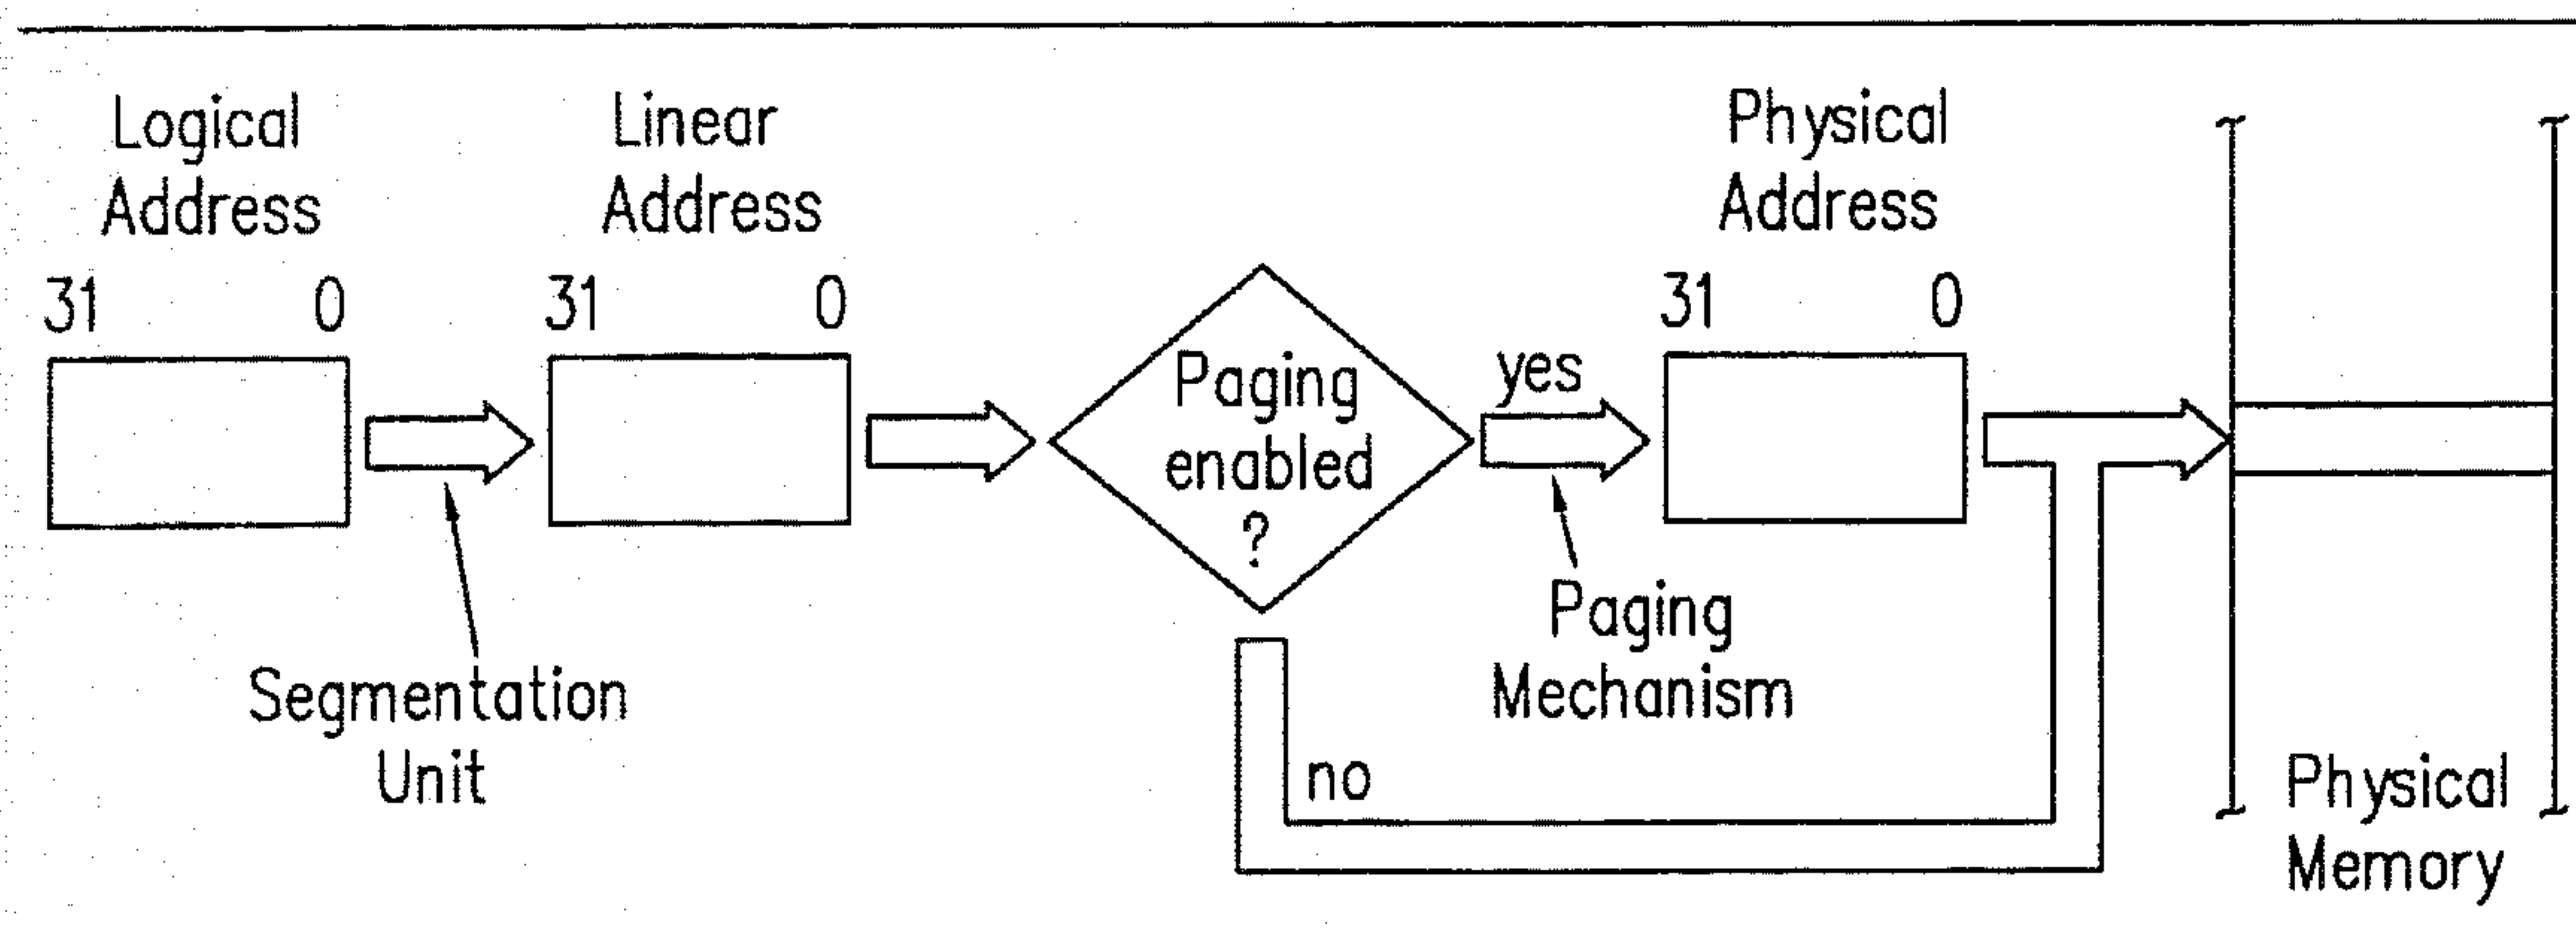 Logical
Address
31 0
Linear
Address
31 0
Paging
enabled
?
yes
Physical
Address
31 0
Segmentation
Unit
Paging
Mechanism
no
Physical
Memory